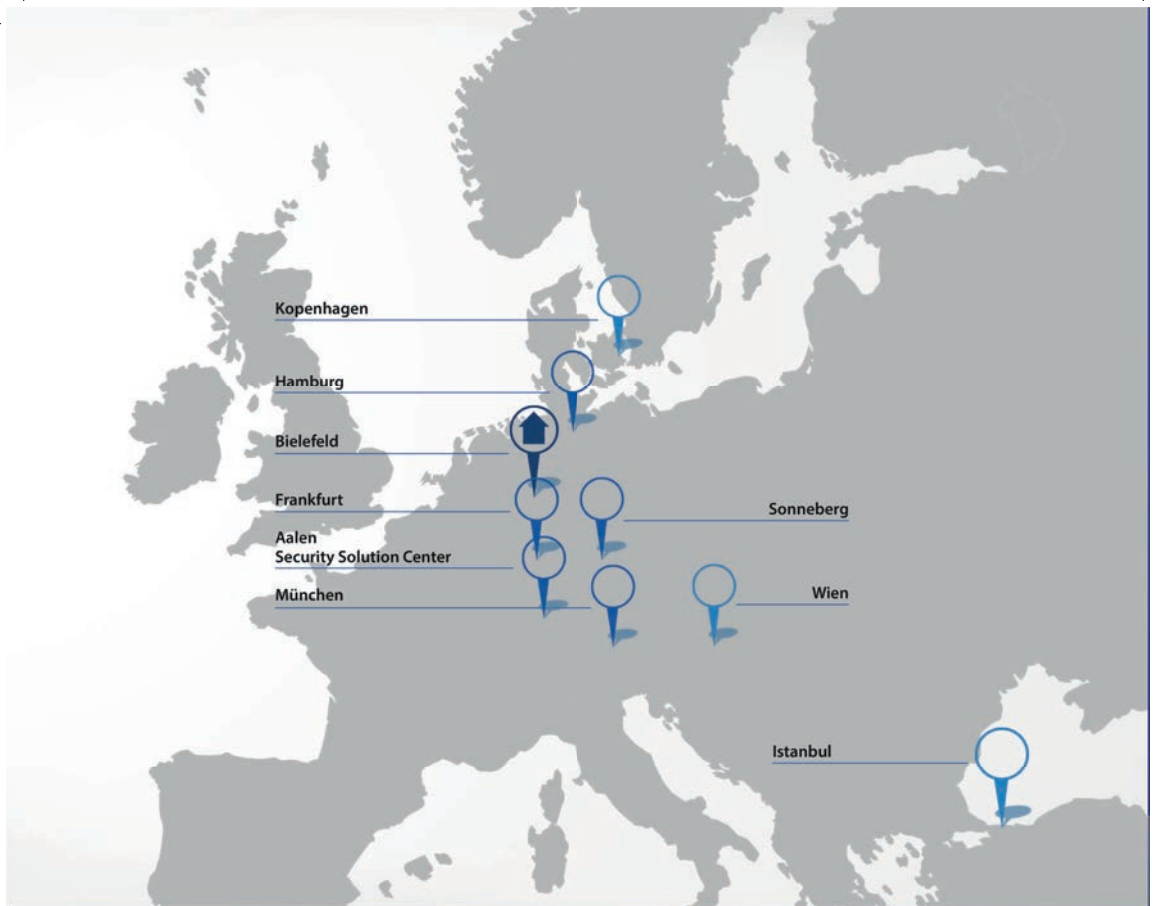 Kopenhagen
Hamburg
Bielefeld
Frankfurt
Sonneberg
Aalen
Security Solution Center
München
Wien
Istanbul